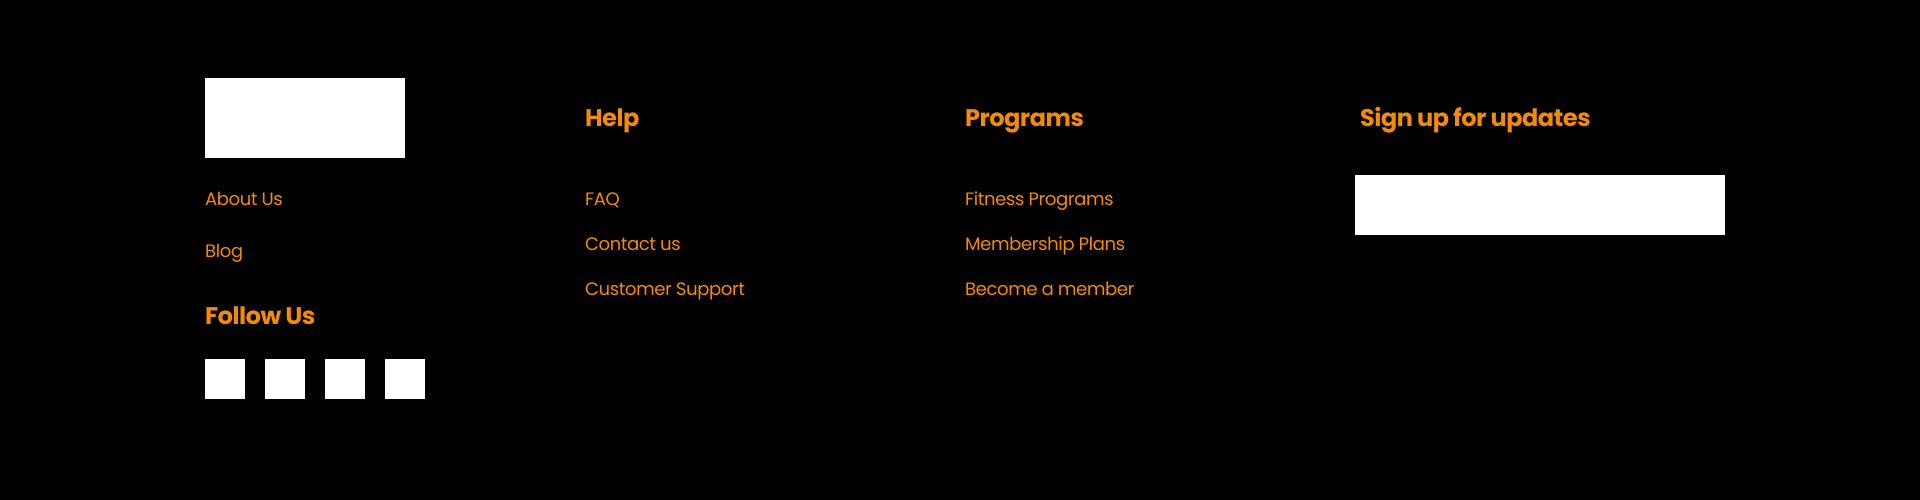 About Us
Blog
Follow Us
Help
FAQ
Contact us
Customer Support
Programs
Fitness Programs
Membership Plans
Become a member
Sign up for updates